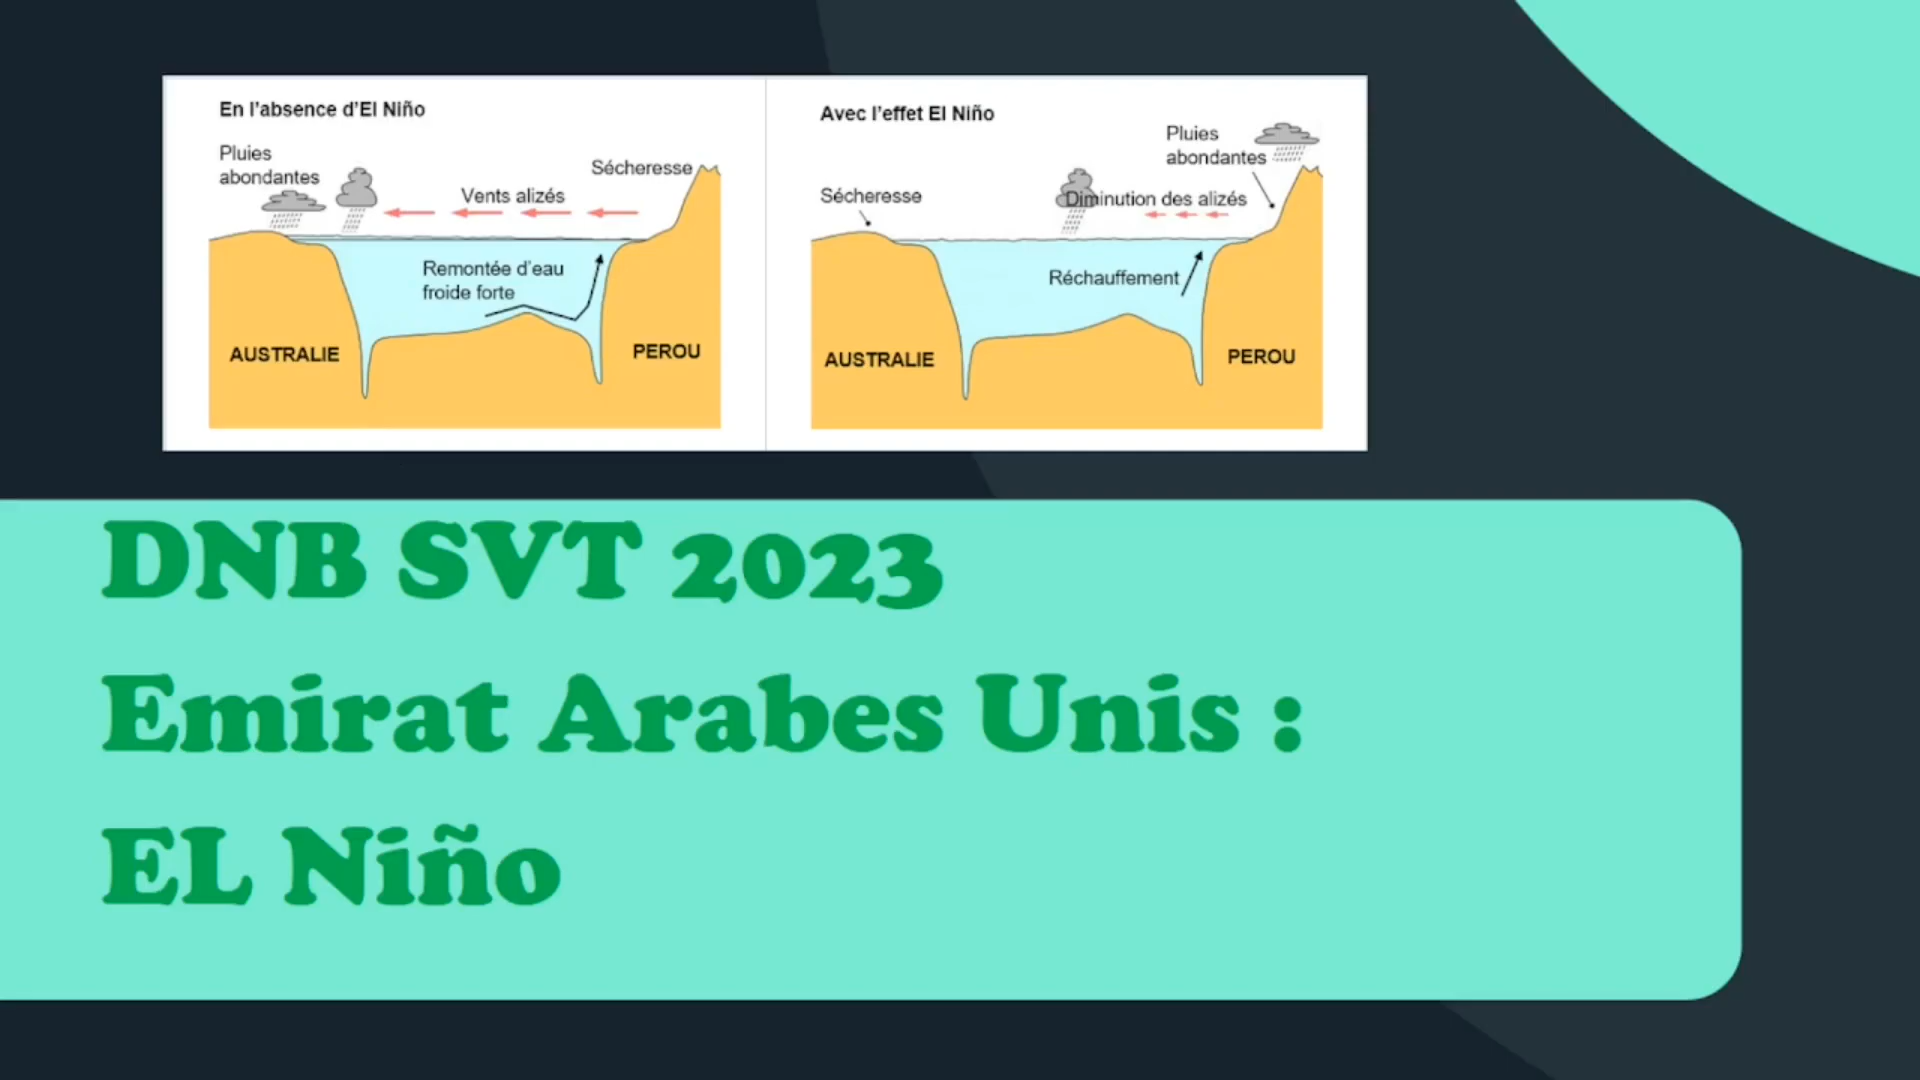 En l'absence d'El Niño
Pluies
abondantes
Vents alizés
Sécheresse
Remontée d'eau
froide forte
AUSTRALIE
PEROU
Avec l'effet El Niño
Pluies
abondantes
Sécheresse
Diminution des alizés
Réchauffement
AUSTRALIE
PEROU
DNB SVT 2023
Emirat Arabes Unis :
EL Niño